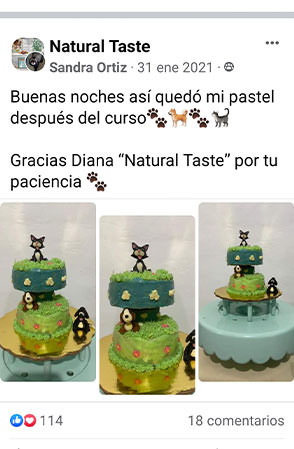 Natural Taste
Sandra Ortiz · 31 ene 2021 ·
Buenas noches así quedó mi pastel
después del curso🐾🐕🐾🐈‍⬛
Gracias Diana “Natural Taste” por tu
paciencia 🐾
114
18 comentarios